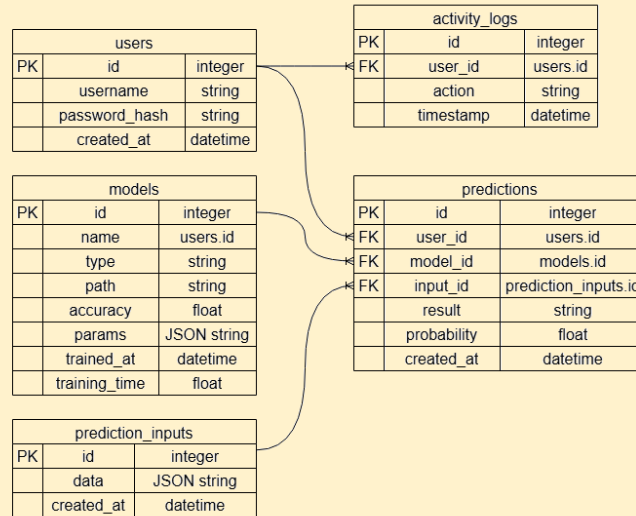 users
PK id integer
username string
password_hash string
created_at datetime
activity_logs
PK id integer
FK user_id users.id
action string
timestamp datetime
models
PK id integer
name users.id
type string
path string
accuracy float
params JSON string
trained_at datetime
training_time float
predictions
PK id integer
FK user_id users.id
FK model_id models.id
FK input_id prediction_inputs.id
result string
probability float
created_at datetime
prediction_inputs
PK id integer
data JSON string
created_at datetime